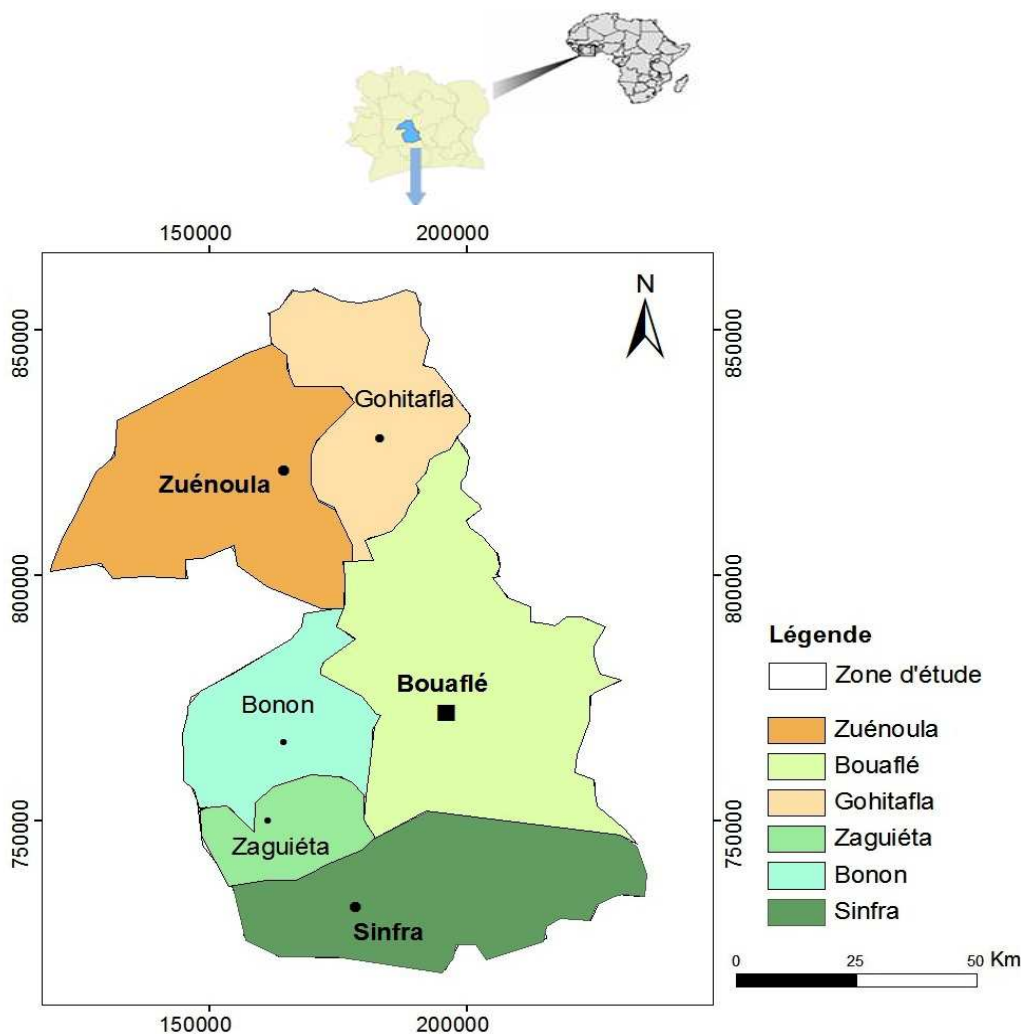 150000 200000
N
850000 850000
Gohitafla
Zuénoula
800000 800000
Légende
Zone d'étude
Bouaflé
Bonon
Zuénoula
Bouaflé
Gohitafla
750000 750000
Zaguiéta
Zaguiéta
Bonon
Sinfra
Sinfra
0 25 50 Km
150000 200000